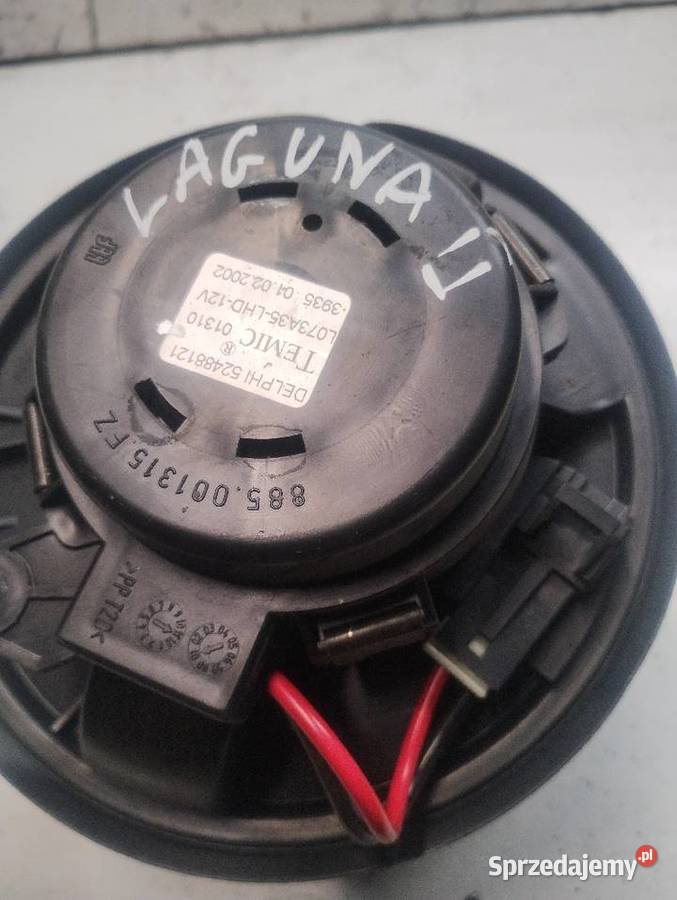 LAGUNA II
DELPHI 52488121
TEMIC ® 01310
L073A35-LHD-12V
3935 04.02.2002
885.001315.FZ
>PP T20<
Sprzedajemy.pl